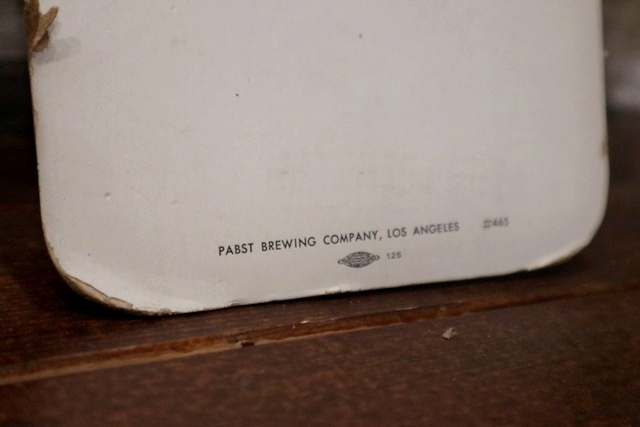 PABST BREWING COMPANY, LOS ANGELES #465
125